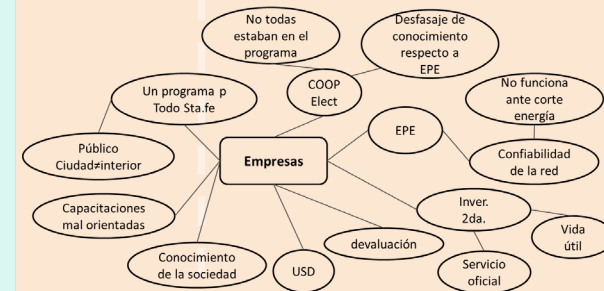 No todas
estaban en el
programa
Desfasaje de
conocimiento
respecto a
EPE
COOP
Elect
Un programa p
Todo Sta.fe
No funciona
ante corte
energía
EPE
Público
Ciudad≠interior
Empresas
Confiabilidad
de la red
Capacitaciones
mal orientadas
Inver.
2da.
Vida
útil
devaluación
Conocimiento
de la sociedad
USD
Servicio
oficial